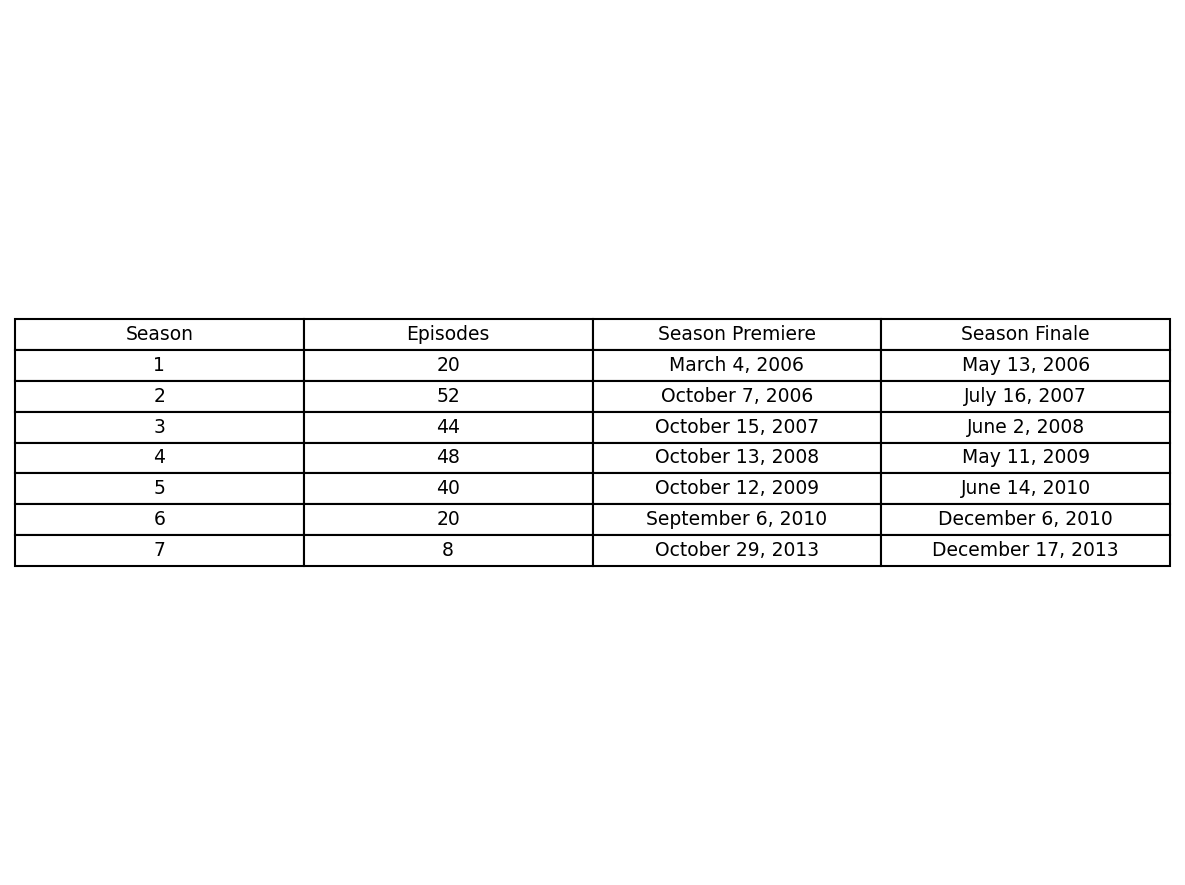 Season Episodes Season Premiere Season Finale
1 20 March 4, 2006 May 13, 2006
2 52 October 7, 2006 July 16, 2007
3 44 October 15, 2007 June 2, 2008
4 48 October 13, 2008 May 11, 2009
5 40 October 12, 2009 June 14, 2010
6 20 September 6, 2010 December 6, 2010
7 8 October 29, 2013 December 17, 2013